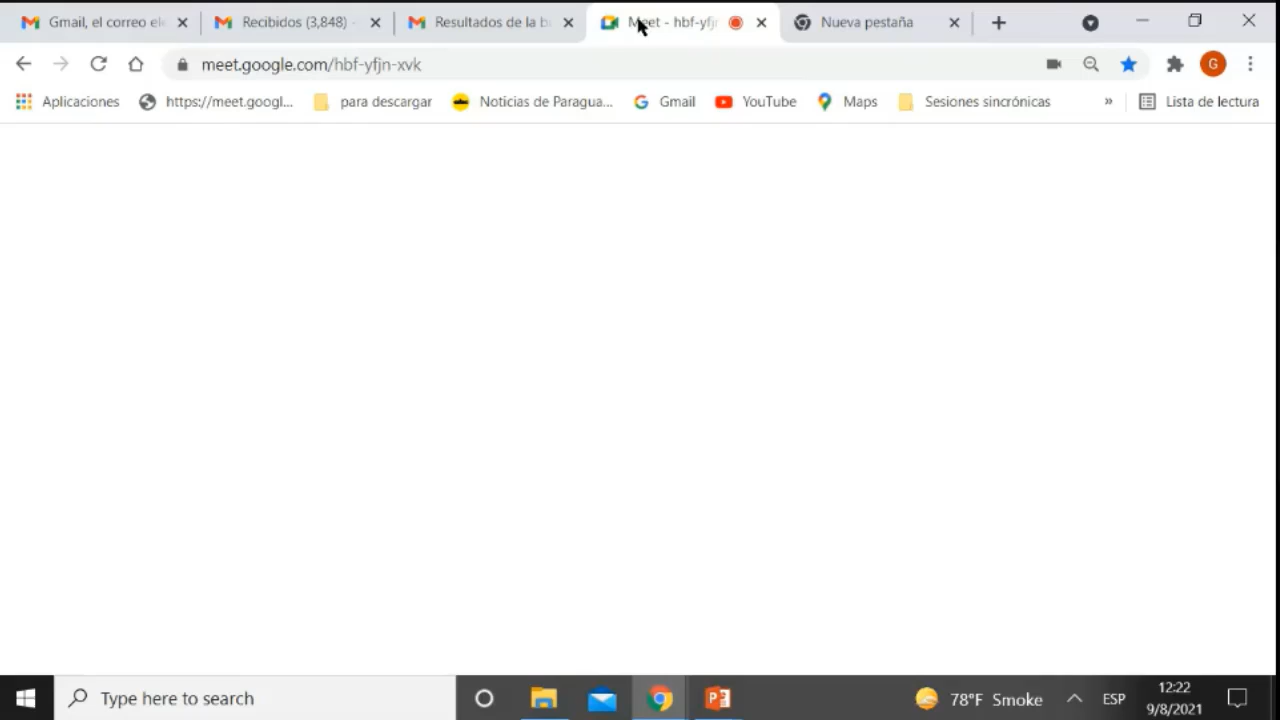 Gmail, el correo ele
Recibidos (3,848) -
Resultados de la b
Meet - hbf-yfjn
Nueva pestaña
meet.google.com/hbf-yfjn-xvk
G
Aplicaciones
https://meet.googl...
para descargar
Noticias de Paragua...
Gmail
YouTube
Maps
Sesiones sincrónicas
»
Lista de lectura
Type here to search
78°F Smoke
ESP
12:22
9/8/2021